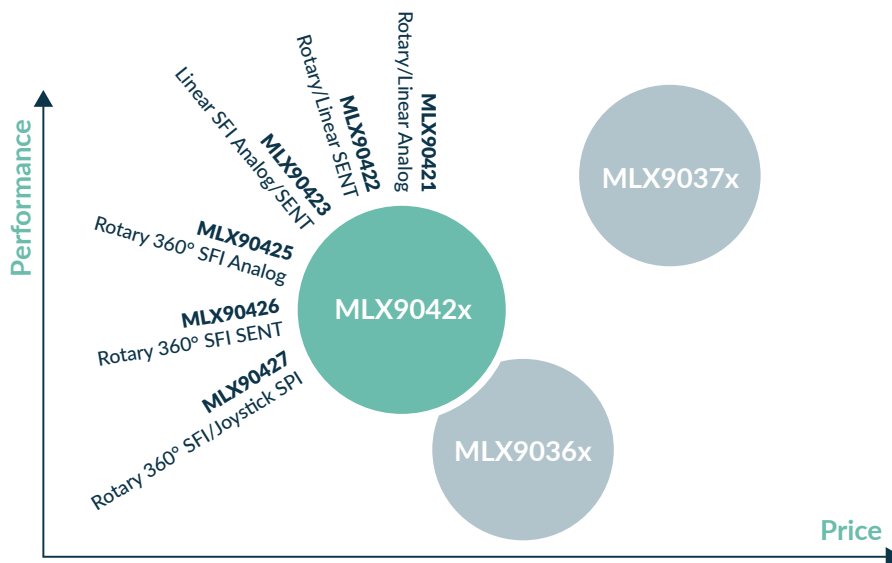 Performance
Rotary/Linear Analog
MLX90421
Rotary/Linear SENT
MLX90422
Linear SFI Analog/SENT
MLX90423
MLX90425
Rotary 360° SFI Analog
MLX90426
Rotary 360° SFI SENT
MLX90427
Rotary 360° SFI/Joystick SPI
MLX9037x
MLX9042x
MLX9036x
Price